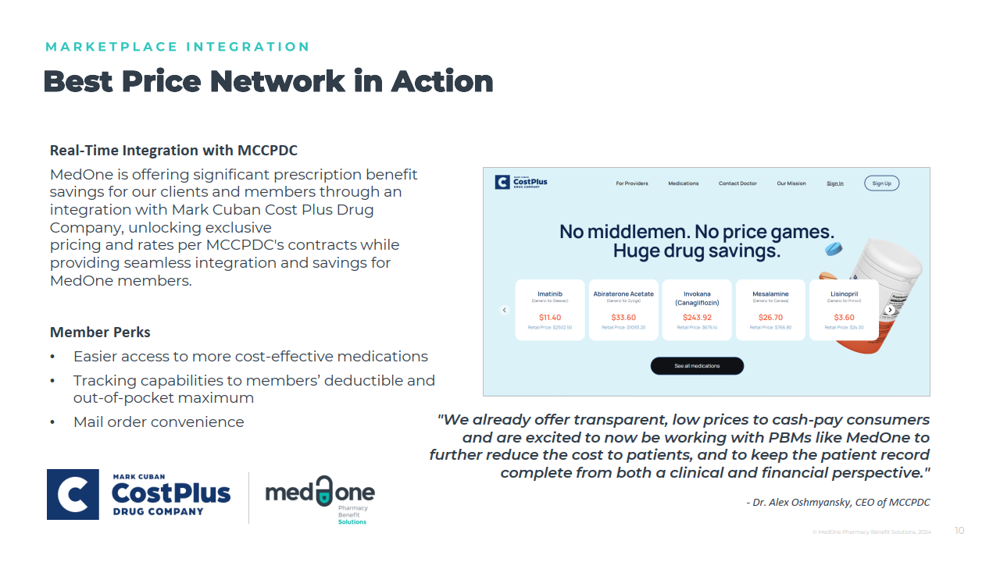 MARKETPLACE INTEGRATION
Best Price Network in Action
Real-Time Integration with MCCPDC
MedOne is offering significant prescription benefit
savings for our clients and members through an
integration with Mark Cuban Cost Plus Drug
Company, unlocking exclusive
pricing and rates per MCCPDC's contracts while
providing seamless integration and savings for
MedOne members.
Member Perks
• Easier access to more cost-effective medications
• Tracking capabilities to members’ deductible and
out-of-pocket maximum
• Mail order convenience
C
MARK CUBAN
CostPlus
DRUG COMPANY
medone
Pharmacy
Benefit
Solutions
C
MARK CUBAN
CostPlus
DRUG COMPANY
For Providers Medications Contact Doctor Our Mission Sign In Sign Up
No middlemen. No price games.
Huge drug savings.
Imatinib
(Generic for Gleevec)
$11.40
Retail Price: $2502.50
Abiraterone Acetate
(Generic for Zytiga)
$33.60
Retail Price: $1093.20
Invokana
(Canagliflozin)
$243.92
Retail Price: $676.14
Mesalamine
(Generic for Canasa)
$26.70
Retail Price: $766.80
Lisinopril
(Generic for Prinivil)
$3.60
Retail Price: $24.00
See all medications
"We already offer transparent, low prices to cash-pay consumers
and are excited to now be working with PBMs like MedOne to
further reduce the cost to patients, and to keep the patient record
complete from both a clinical and financial perspective."
- Dr. Alex Oshmyansky, CEO of MCCPDC
© MedOne Pharmacy Benefit Solutions, 2024
10